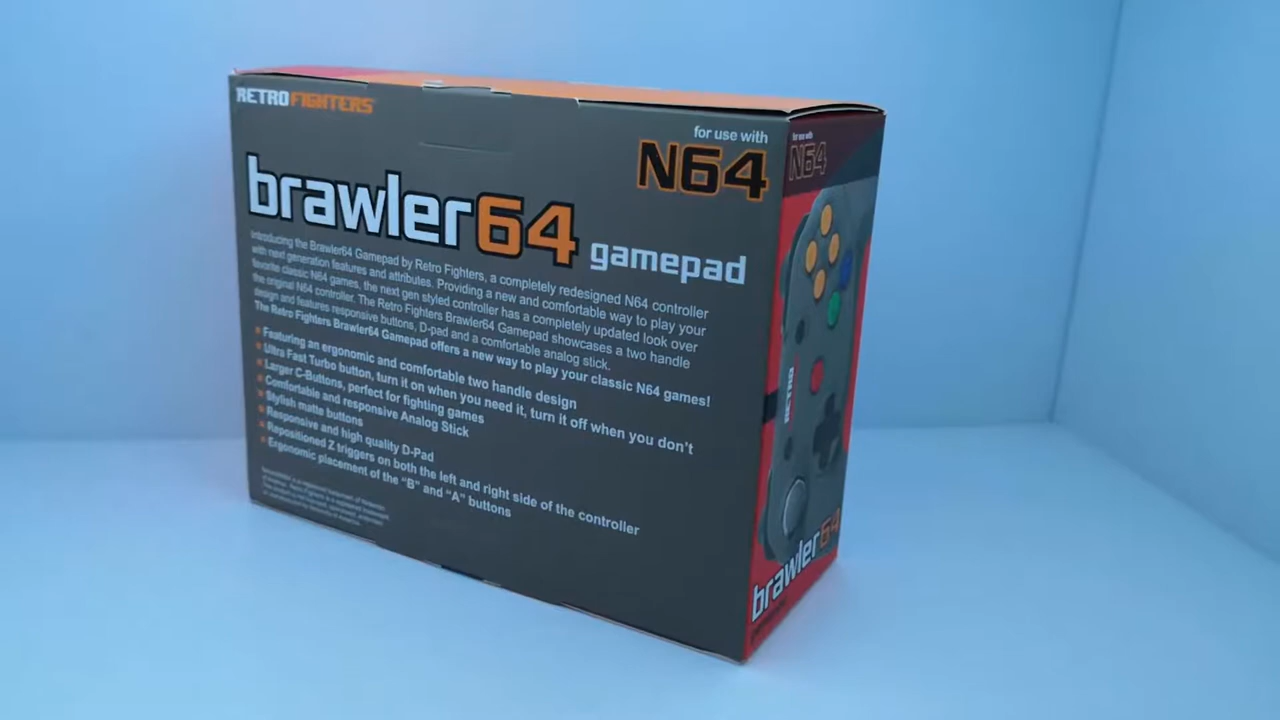 RETRO FIGHTERS
for use with
N64
brawler64 gamepad
Introducing the Brawler64 Gamepad by Retro Fighters, a completely redesigned N64 controller
with next generation features and attributes. Providing a new and comfortable way to play your
favorite classic N64 games, the next gen styled controller has a completely updated look over
the original N64 controller. The Retro Fighters Brawler64 Gamepad showcases a two handle
design and features responsive buttons, D-pad and a comfortable analog stick.
The Retro Fighters Brawler64 Gamepad offers a new way to play your classic N64 games!
Featuring an ergonomic and comfortable two handle design
Ultra Fast Turbo button, turn it on when you need it, turn it off when you don't
Larger C-Buttons, perfect for fighting games
Comfortable and responsive Analog Stick
Stylish matte buttons
Responsive and high quality D-Pad
Repositioned Z triggers on both the left and right side of the controller
Ergonomic placement of the "B" and "A" buttons
for use with
N64
RETRO
brawler64